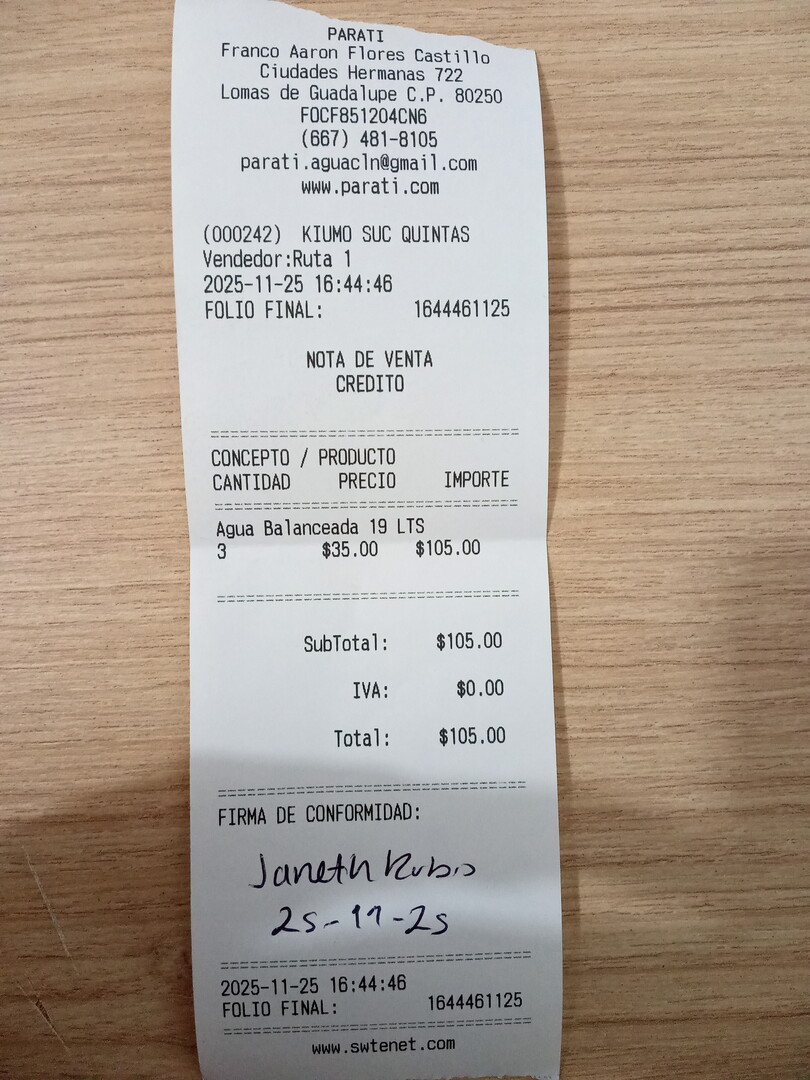 PARATI
Franco Aaron Flores Castillo
Ciudades Hermanas 722
Lomas de Guadalupe C.P. 80250
FOCF851204CN6
(667) 481-8105
parati.aguacln@gmail.com
www.parati.com
(000242) KIUMO SUC QUINTAS
Vendedor:Ruta 1
2025-11-25 16:44:46
FOLIO FINAL: 1644461125
NOTA DE VENTA
CREDITO
CONCEPTO / PRODUCTO
CANTIDAD PRECIO IMPORTE
Agua Balanceada 19 LTS
3 $35.00 $105.00
SubTotal: $105.00
IVA: $0.00
Total: $105.00
FIRMA DE CONFORMIDAD:
Janeth Rubio
25-11-25
2025-11-25 16:44:46
FOLIO FINAL: 1644461125
www.swtenet.com